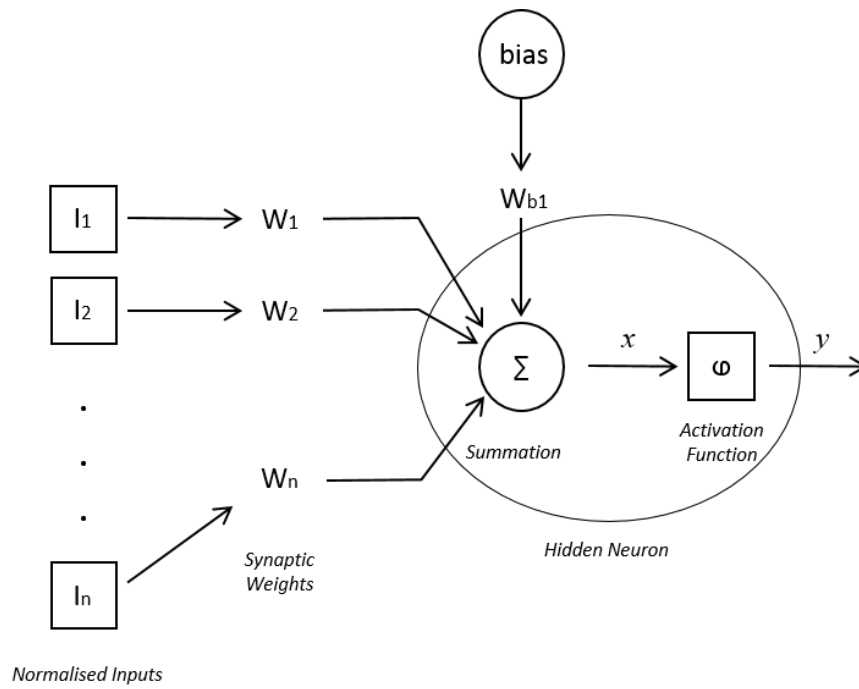 bias
Wb1
I1
W1
I2
W2
Σ
x
φ
y
Summation
Activation
Function
Wn
Hidden Neuron
Synaptic
Weights
In
Normalised Inputs